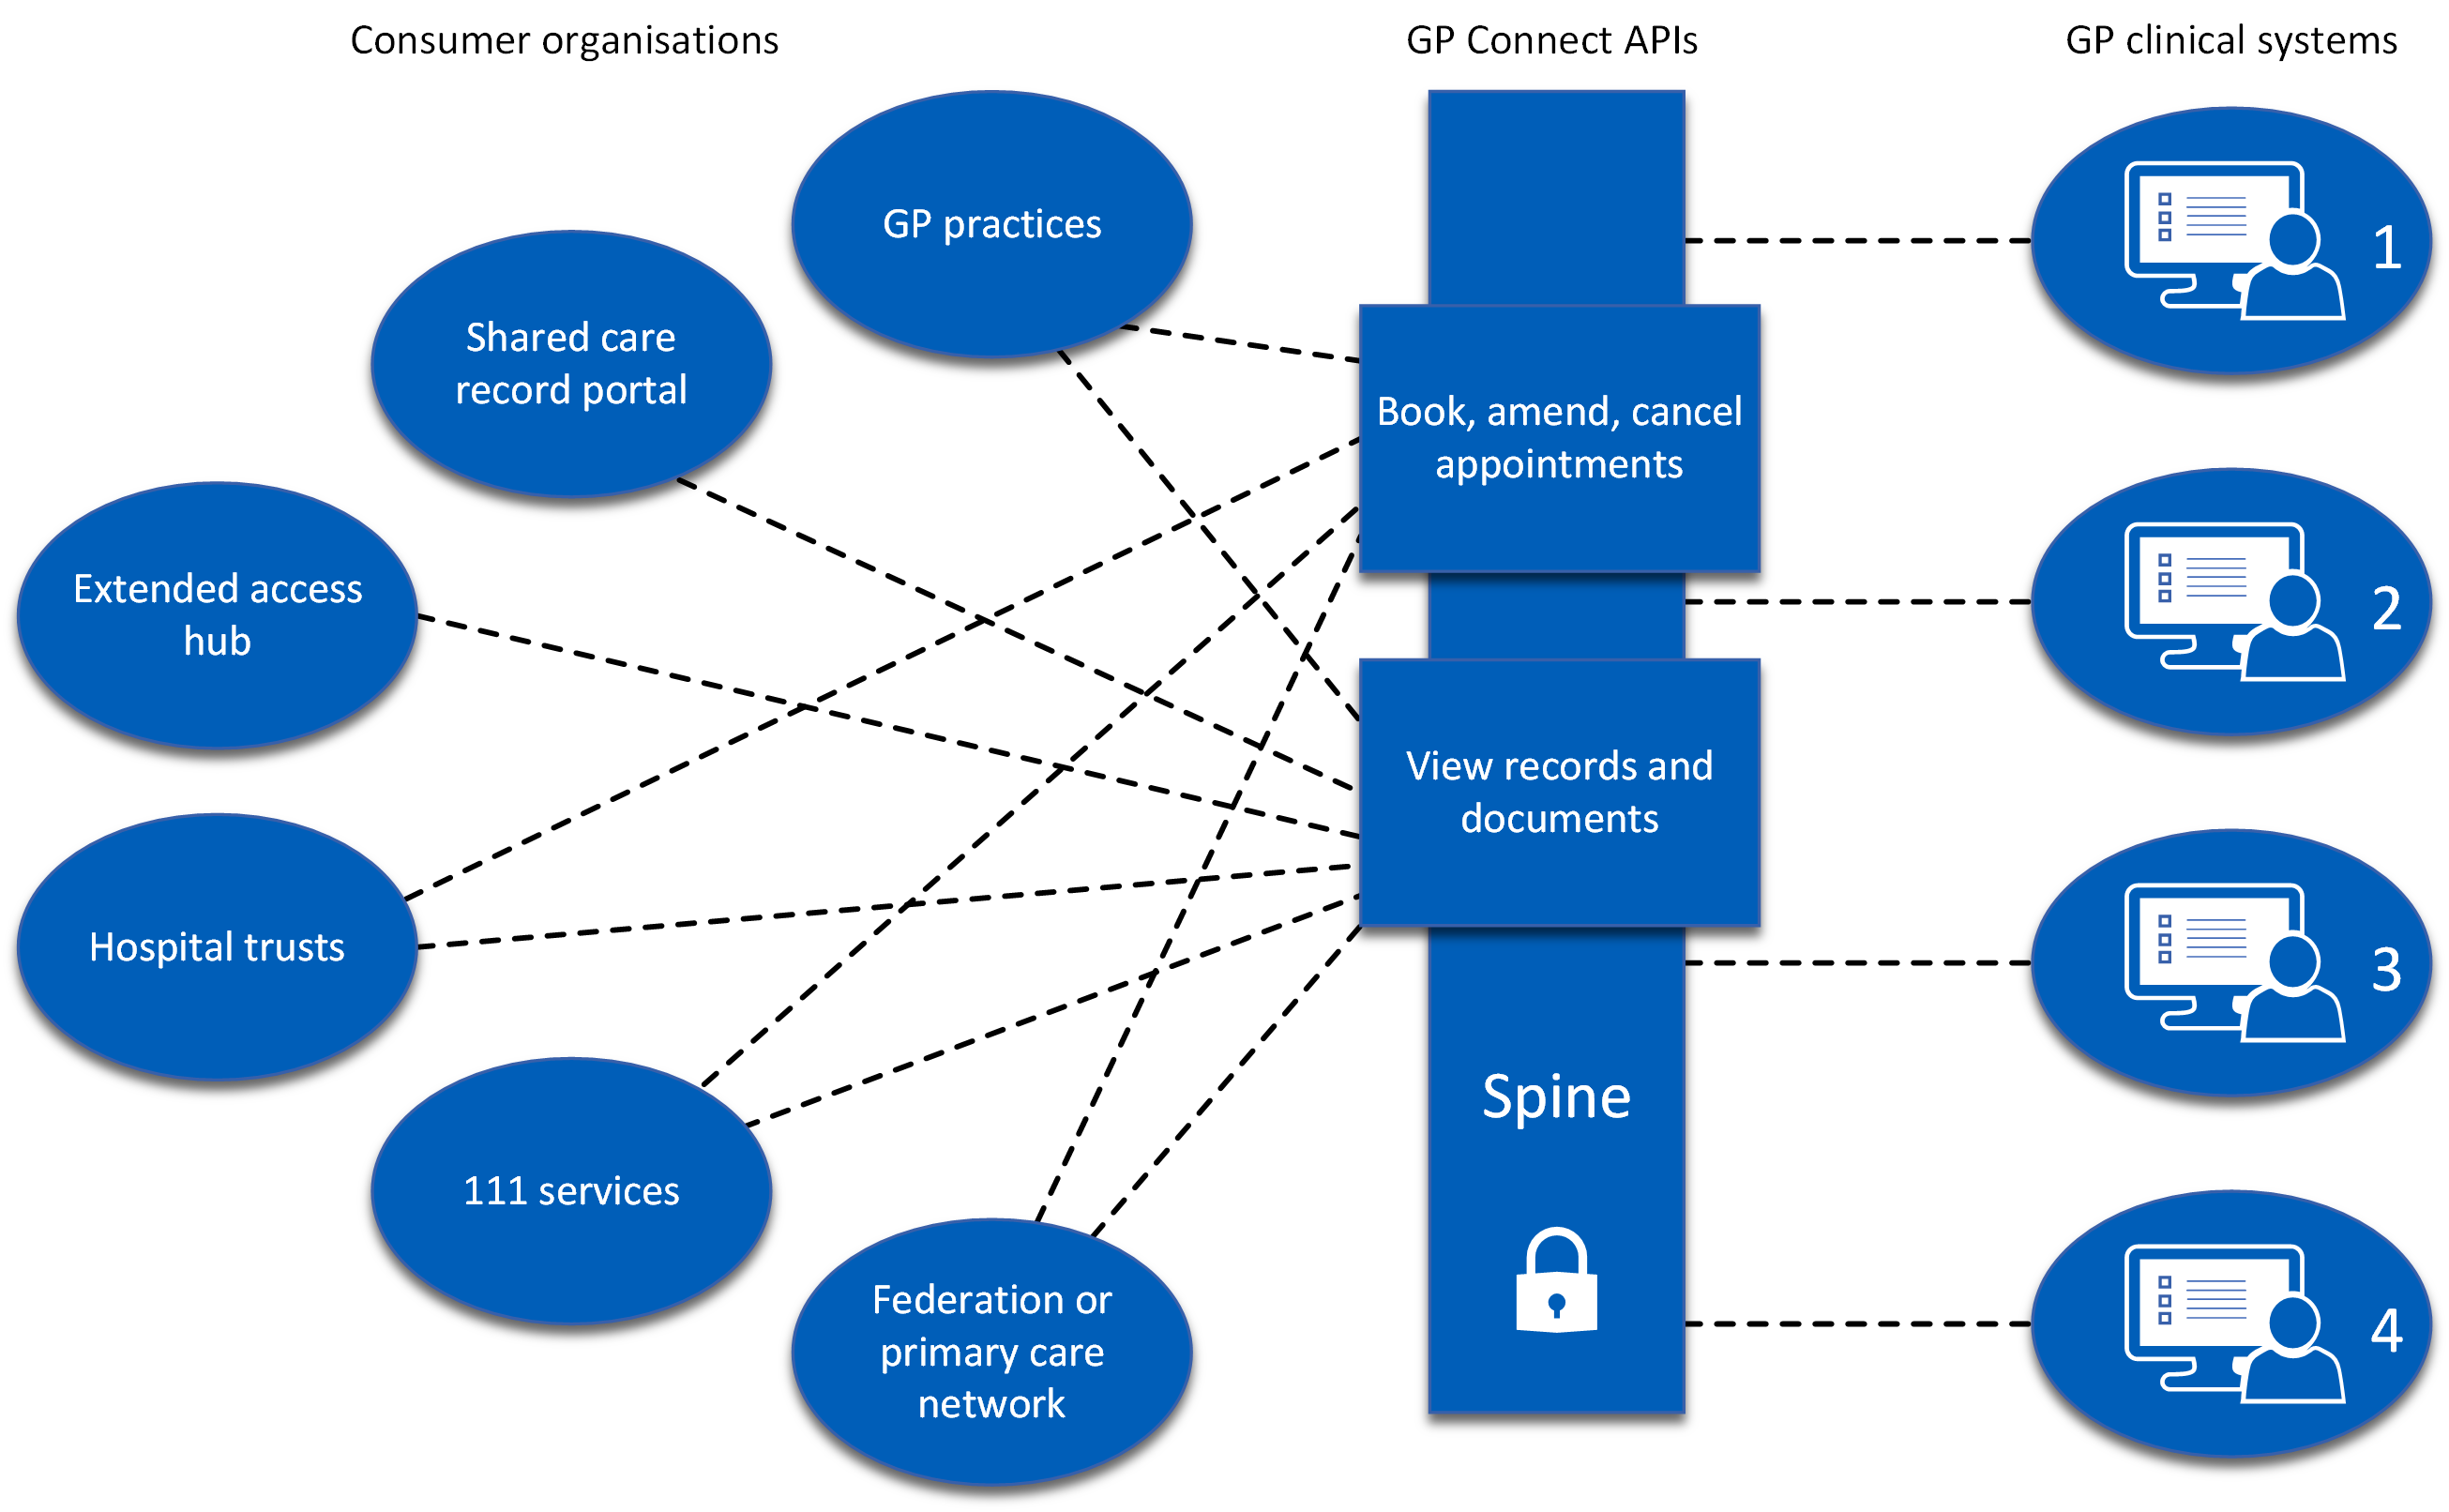 Consumer organisations
GP Connect APIs
GP clinical systems
GP practices
Shared care
record portal
Extended access
hub
Hospital trusts
111 services
Federation or
primary care
network
Book, amend, cancel
appointments
View records and
documents
Spine
1
2
3
4